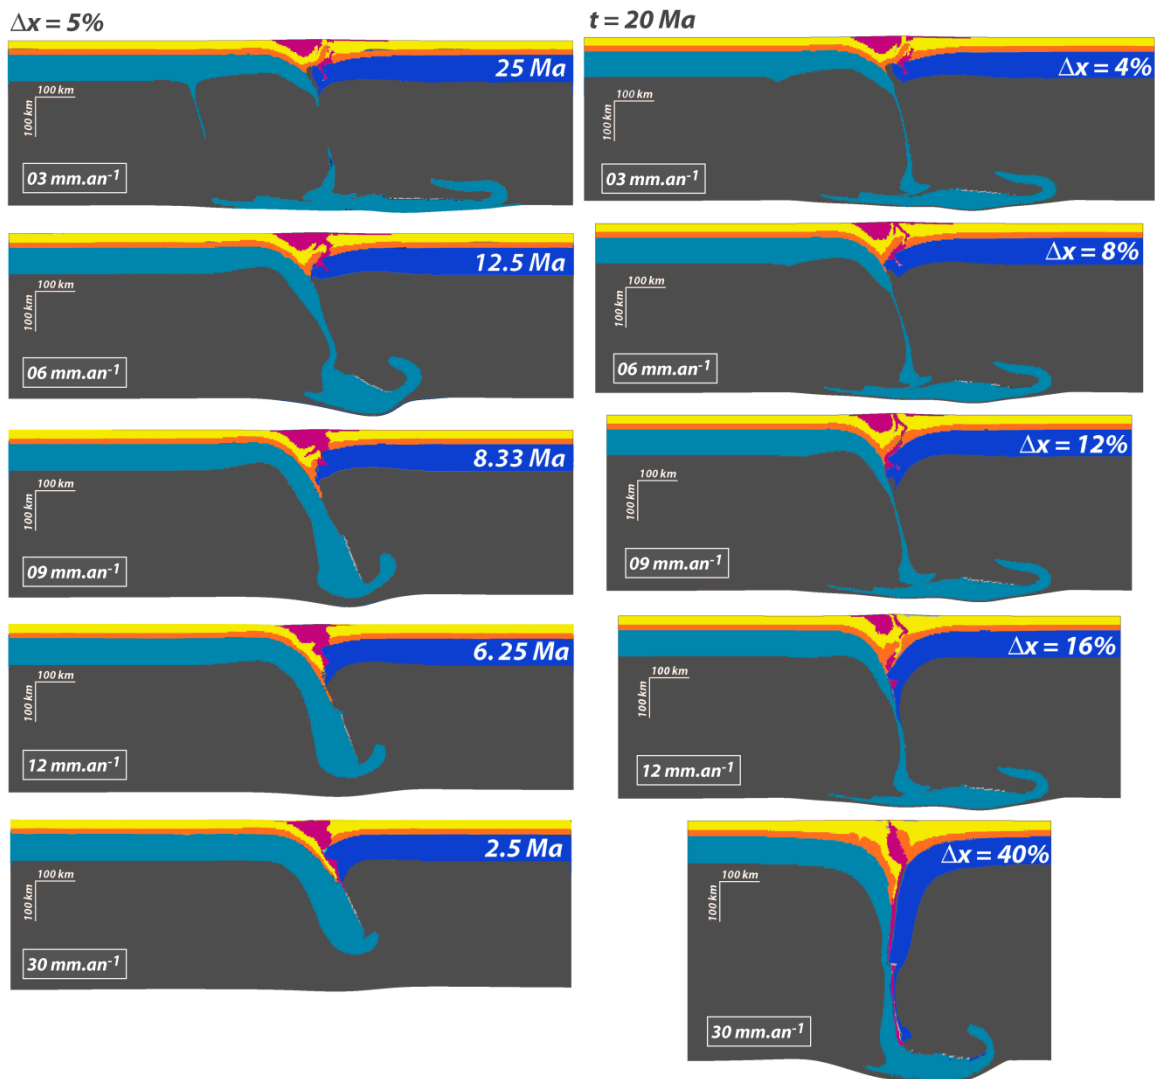 Δx = 5%
25 Ma
100 km
100 km
03 mm.an⁻¹
12.5 Ma
100 km
100 km
06 mm.an⁻¹
8.33 Ma
100 km
100 km
09 mm.an⁻¹
6.25 Ma
100 km
100 km
12 mm.an⁻¹
2.5 Ma
100 km
100 km
30 mm.an⁻¹
t = 20 Ma
Δx = 4%
100 km
100 km
03 mm.an⁻¹
Δx = 8%
100 km
100 km
06 mm.an⁻¹
Δx = 12%
100 km
100 km
09 mm.an⁻¹
Δx = 16%
100 km
100 km
12 mm.an⁻¹
Δx = 40%
100 km
100 km
30 mm.an⁻¹